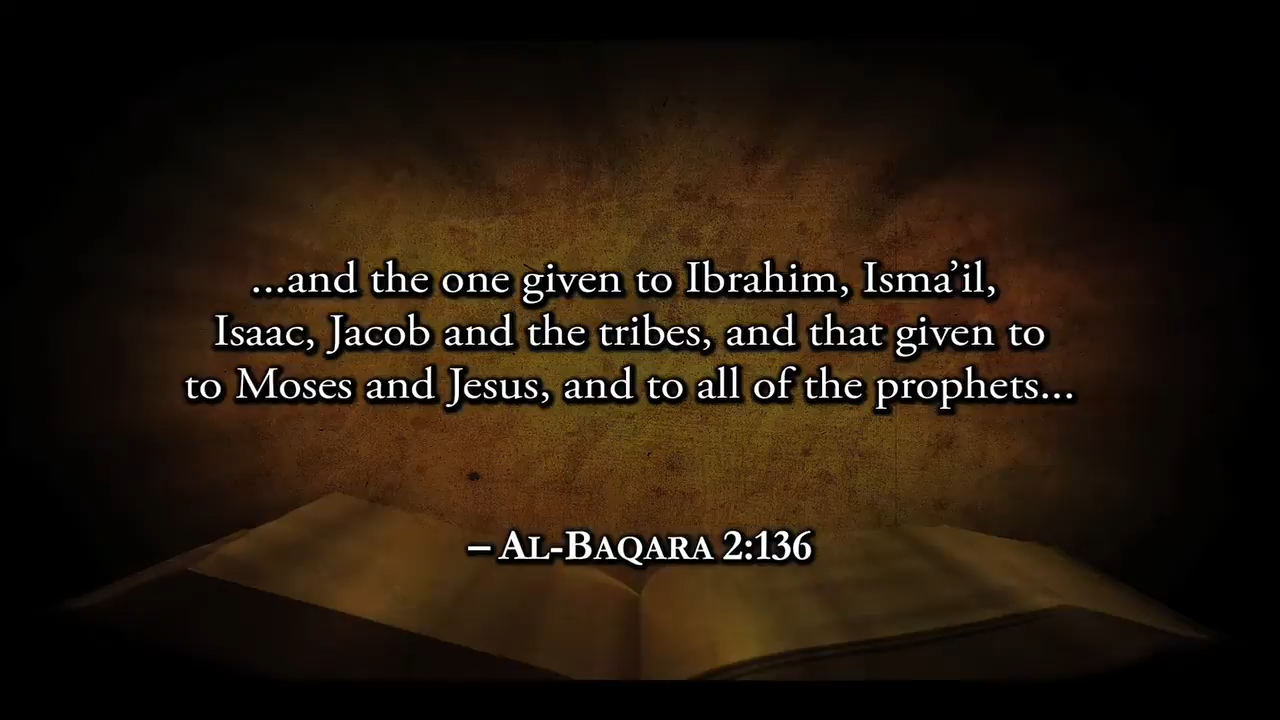 ...and the one given to Ibrahim, Isma’il,
Isaac, Jacob and the tribes, and that given to
to Moses and Jesus, and to all of the prophets...
– AL-BAQARA 2:136